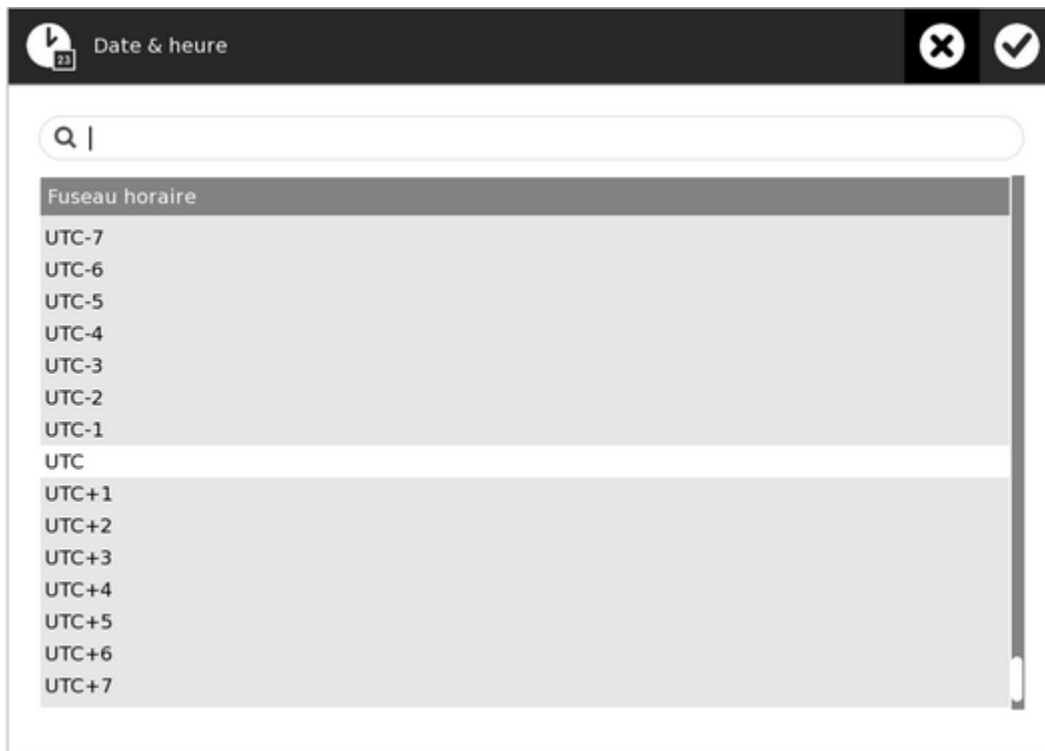 Date & heure
23
Fuseau horaire
UTC-7
UTC-6
UTC-5
UTC-4
UTC-3
UTC-2
UTC-1
UTC
UTC+1
UTC+2
UTC+3
UTC+4
UTC+5
UTC+6
UTC+7